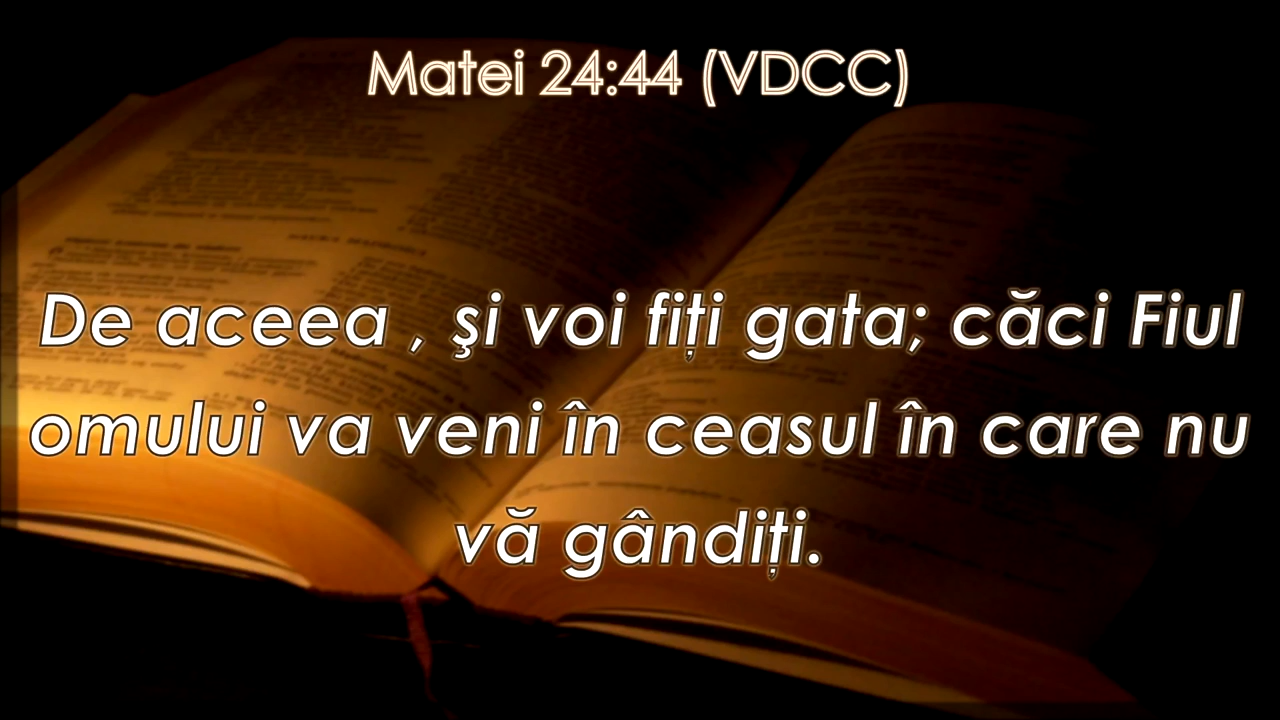 Matei 24:44 (VDCC)
De aceea , şi voi fiți gata; căci Fiul
omului va veni în ceasul în care nu
vă gândiți.